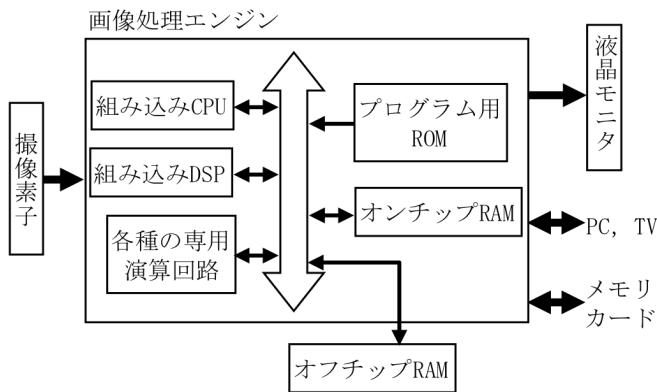 画像処理エンジン
撮像素子
組み込みCPU
組み込みDSP
各種の専用
演算回路
プログラム用
ROM
オンチップRAM
オフチップRAM
液晶モニタ
PC, TV
メモリ
カード